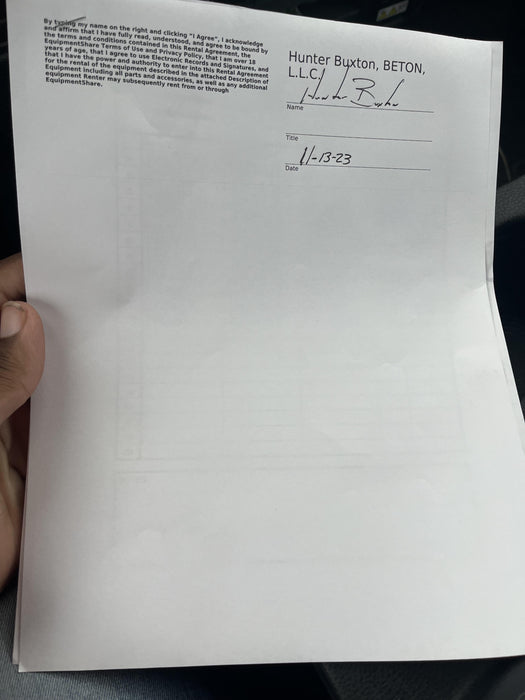 By typing my name on the right and clicking "I Agree", I acknowledge
and affirm that I have fully read, understood, and agree to be bound by
the terms and conditions contained in this Rental Agreement, the
EquipmentShare Terms of Use and Privacy Policy, that I am over 18
years of age, that I agree to use Electronic Records and Signatures, and
that I have the power and authority to enter into this Rental Agreement
for the rental of the equipment described in the attached Description of
Equipment including all parts and accessories, as well as any additional
equipment Renter may subsequently rent from or through
EquipmentShare.
Hunter Buxton, BETON,
L.L.C.
Hunter Buxton
Name
Title
11-13-23
Date